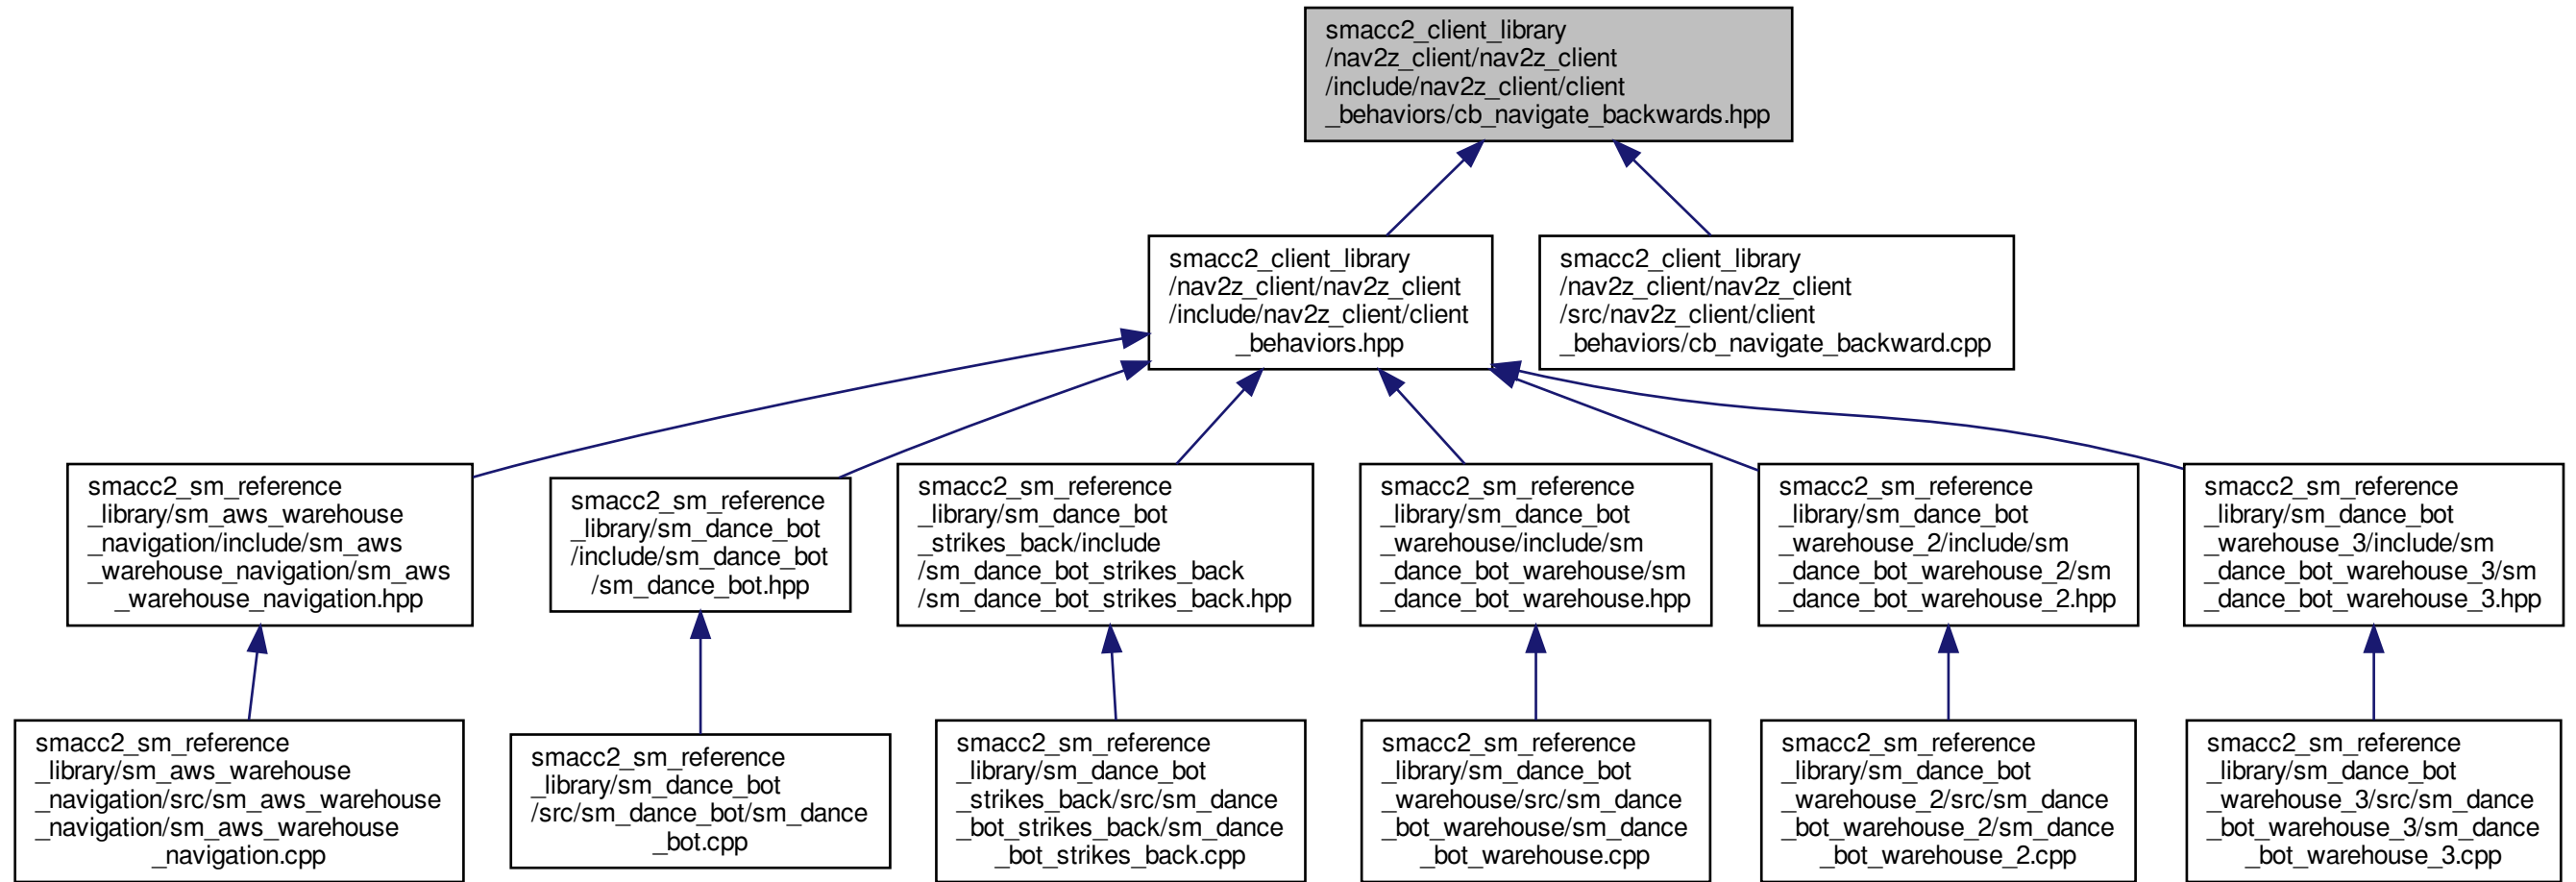 smacc2_client_library
/nav2z_client/nav2z_client
/include/nav2z_client/client
_behaviors/cb_navigate_backwards.hpp
smacc2_client_library
/nav2z_client/nav2z_client
/include/nav2z_client/client
_behaviors.hpp
smacc2_client_library
/nav2z_client/nav2z_client
/src/nav2z_client/client
_behaviors/cb_navigate_backward.cpp
smacc2_sm_reference
_library/sm_aws_warehouse
_navigation/include/sm_aws
_warehouse_navigation/sm_aws
_warehouse_navigation.hpp
smacc2_sm_reference
_library/sm_dance_bot
/include/sm_dance_bot
/sm_dance_bot.hpp
smacc2_sm_reference
_library/sm_dance_bot
_strikes_back/include
/sm_dance_bot_strikes_back
/sm_dance_bot_strikes_back.hpp
smacc2_sm_reference
_library/sm_dance_bot
_warehouse/include/sm
_dance_bot_warehouse/sm
_dance_bot_warehouse.hpp
smacc2_sm_reference
_library/sm_dance_bot
_warehouse_2/include/sm
_dance_bot_warehouse_2/sm
_dance_bot_warehouse_2.hpp
smacc2_sm_reference
_library/sm_dance_bot
_warehouse_3/include/sm
_dance_bot_warehouse_3/sm
_dance_bot_warehouse_3.hpp
smacc2_sm_reference
_library/sm_aws_warehouse
_navigation/src/sm_aws_warehouse
_navigation/sm_aws_warehouse
_navigation.cpp
smacc2_sm_reference
_library/sm_dance_bot
/src/sm_dance_bot/sm_dance
_bot.cpp
smacc2_sm_reference
_library/sm_dance_bot
_strikes_back/src/sm_dance
_bot_strikes_back/sm_dance
_bot_strikes_back.cpp
smacc2_sm_reference
_library/sm_dance_bot
_warehouse/src/sm_dance
_bot_warehouse/sm_dance
_bot_warehouse.cpp
smacc2_sm_reference
_library/sm_dance_bot
_warehouse_2/src/sm_dance
_bot_warehouse_2/sm_dance
_bot_warehouse_2.cpp
smacc2_sm_reference
_library/sm_dance_bot
_warehouse_3/src/sm_dance
_bot_warehouse_3/sm_dance
_bot_warehouse_3.cpp